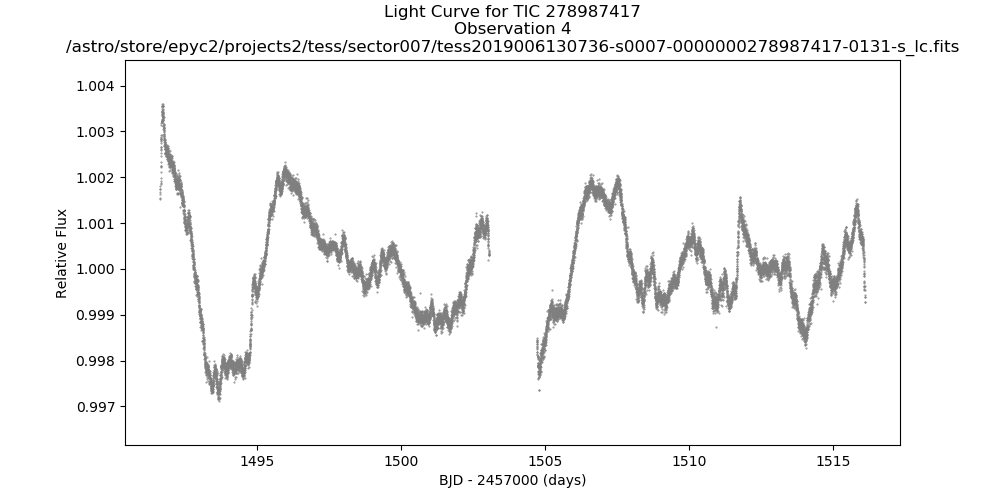 Light Curve for TIC 278987417
Observation 4
/astro/store/epyc2/projects2/tess/sector007/tess2019006130736-s0007-0000000278987417-0131-s_lc.fits
1.004
1.003
1.002
1.001
1.000
0.999
0.998
0.997
Relative Flux
1495
1500
1505
1510
1515
BJD - 2457000 (days)